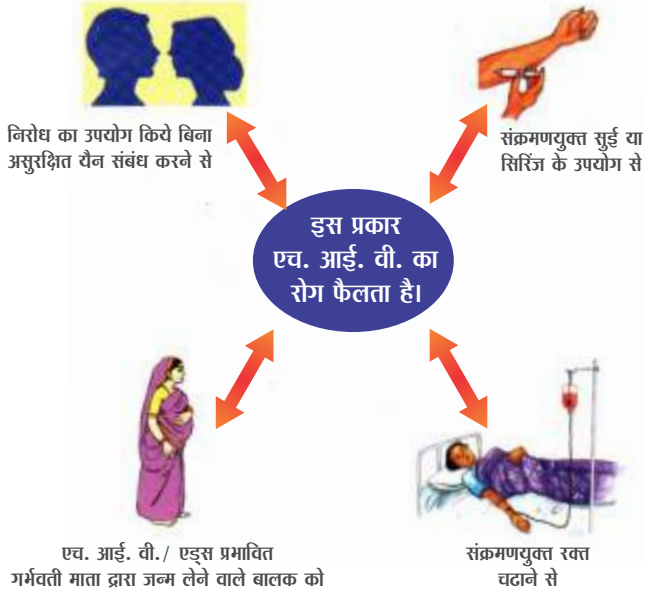 निरोध का उपयोग किये बिना
असुरक्षित यैन संबंध करने से
संक्रमणयुक्त सुई या
सिरिंज के उपयोग से
इस प्रकार
एच. आई. वी. का
रोग फैलता है।
एच. आई. वी./ एड्स प्रभावित
गर्भवती माता द्वारा जन्म लेने वाले बालक को
संक्रमणयुक्त रक्त
चढाने से